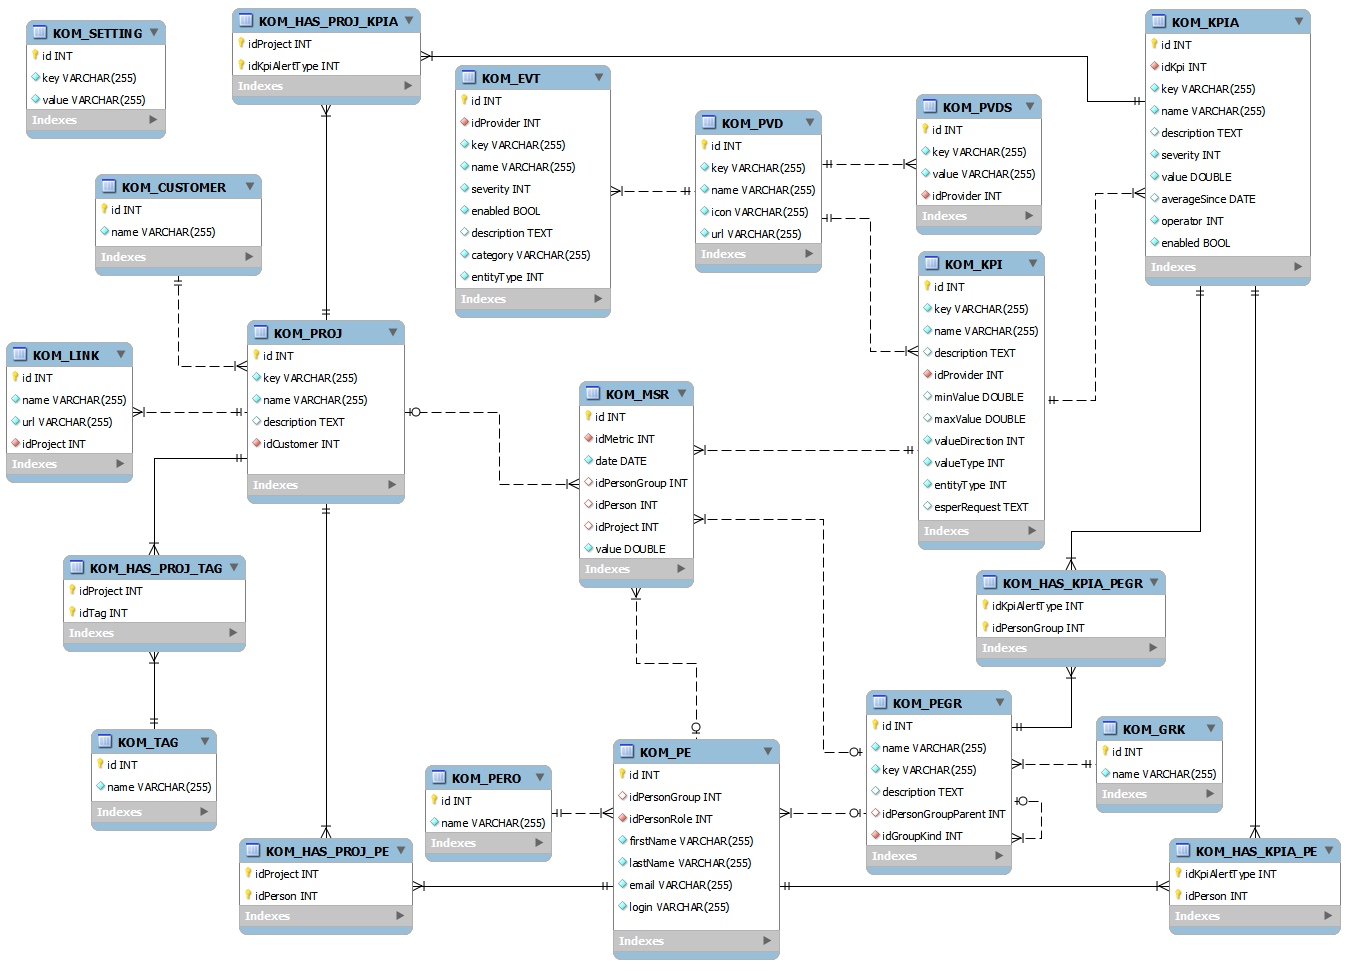 KOM_SETTING
id INT
key VARCHAR(255)
value VARCHAR(255)
Indexes
KOM_HAS_PROJ_KPIA
idProject INT
idKpiAlertType INT
Indexes
KOM_EVT
id INT
idProvider INT
key VARCHAR(255)
name VARCHAR(255)
severity INT
enabled BOOL
description TEXT
category VARCHAR(255)
entityType INT
Indexes
KOM_PVD
id INT
key VARCHAR(255)
name VARCHAR(255)
icon VARCHAR(255)
url VARCHAR(255)
Indexes
KOM_PVDS
id INT
key VARCHAR(255)
value VARCHAR(255)
idProvider INT
Indexes
KOM_KPIA
id INT
idKpi INT
key VARCHAR(255)
name VARCHAR(255)
description TEXT
severity INT
value DOUBLE
averageSince DATE
operator INT
enabled BOOL
Indexes
KOM_CUSTOMER
id INT
name VARCHAR(255)
Indexes
KOM_KPI
id INT
key VARCHAR(255)
name VARCHAR(255)
description TEXT
idProvider INT
minValue DOUBLE
maxValue DOUBLE
valueDirection INT
valueType INT
entityType INT
esperRequest TEXT
Indexes
KOM_PROJ
id INT
key VARCHAR(255)
name VARCHAR(255)
description TEXT
idCustomer INT
Indexes
KOM_LINK
id INT
name VARCHAR(255)
url VARCHAR(255)
idProject INT
Indexes
KOM_MSR
id INT
idMetric INT
date DATE
idPersonGroup INT
idPerson INT
idProject INT
value DOUBLE
Indexes
KOM_HAS_PROJ_TAG
idProject INT
idTag INT
Indexes
KOM_HAS_KPIA_PEGR
idKpiAlertType INT
idPersonGroup INT
Indexes
KOM_TAG
id INT
name VARCHAR(255)
Indexes
KOM_PERO
id INT
name VARCHAR(255)
Indexes
KOM_PE
id INT
idPersonGroup INT
idPersonRole INT
firstName VARCHAR(255)
lastName VARCHAR(255)
email VARCHAR(255)
login VARCHAR(255)
Indexes
KOM_PEGR
id INT
name VARCHAR(255)
key VARCHAR(255)
description TEXT
idPersonGroupParent INT
idGroupKind INT
Indexes
KOM_GRK
id INT
name VARCHAR(255)
Indexes
KOM_HAS_PROJ_PE
idProject INT
idPerson INT
Indexes
KOM_HAS_KPIA_PE
idKpiAlertType INT
idPerson INT
Indexes